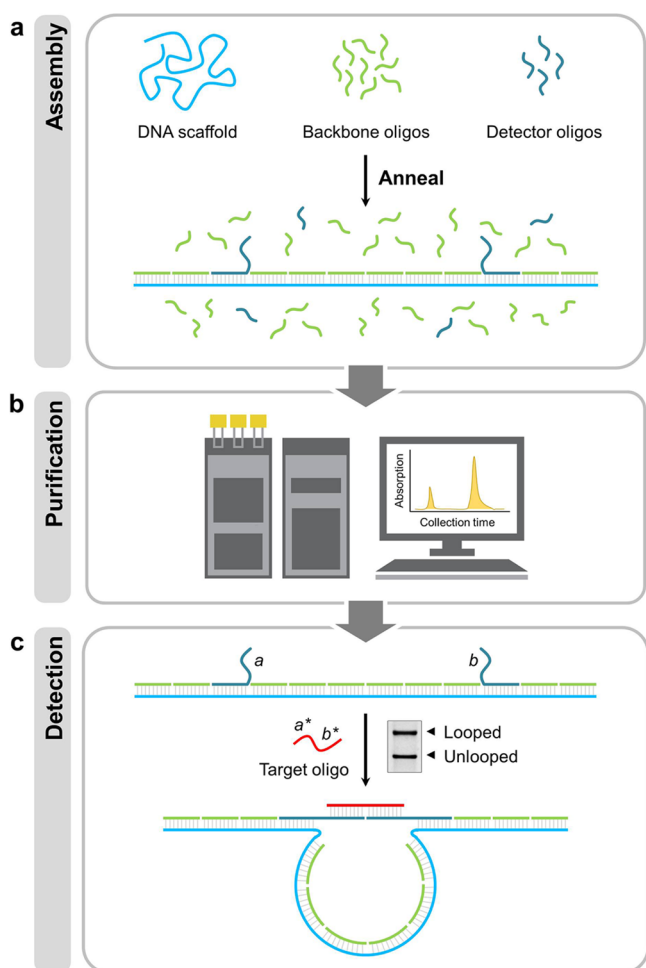 a
Assembly
DNA scaffold
Backbone oligos
Detector oligos
Anneal
b
Purification
Absorption
Collection time
c
Detection
a
b
a*
b*
Target oligo
Looped
Unlooped